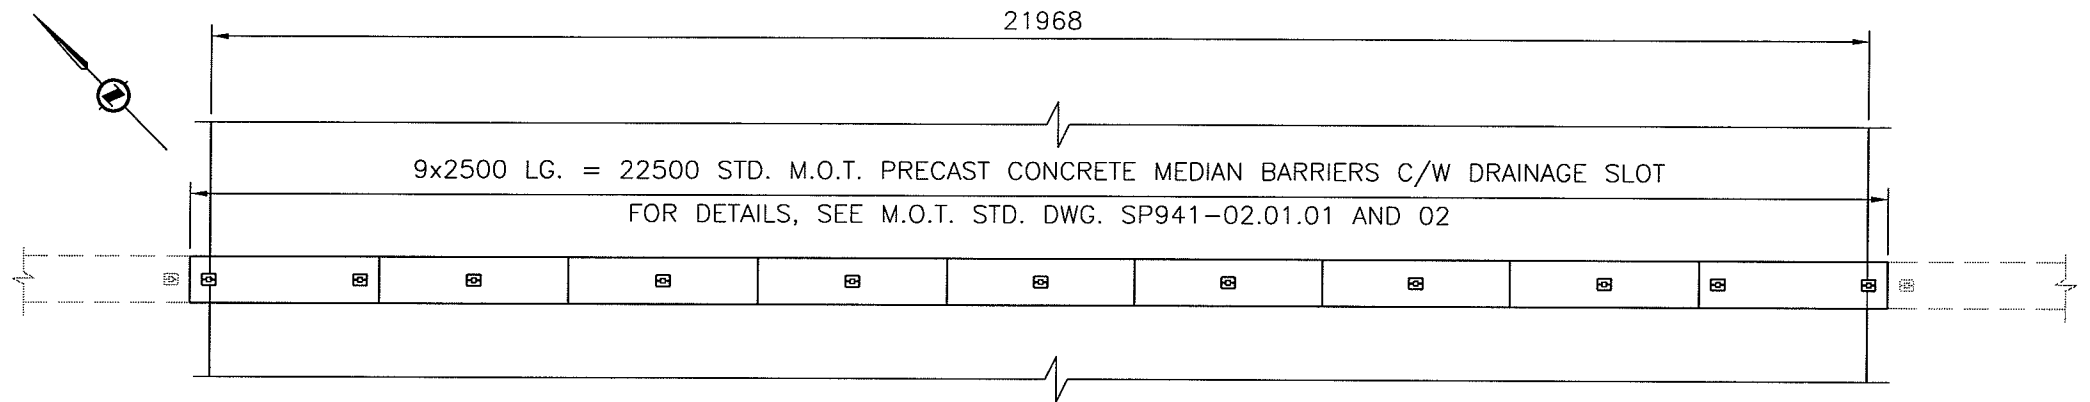 21968
9x2500 LG. = 22500 STD. M.O.T. PRECAST CONCRETE MEDIAN BARRIERS C/W DRAINAGE SLOT
FOR DETAILS, SEE M.O.T. STD. DWG. SP941-02.01.01 AND 02